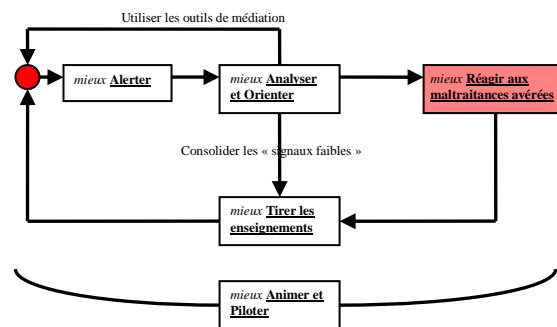 Utiliser les outils de médiation
mieux Alerter
mieux Analyser
et Orienter
mieux Réagir aux
maltraitances avérées
Consolider les « signaux faibles »
mieux Tirer les
enseignements
mieux Animer et
Piloter